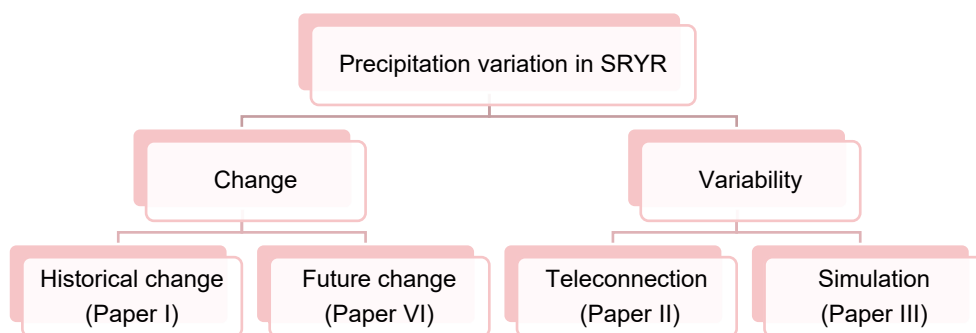 Precipitation variation in SRYR
Change
Variability
Historical change
(Paper I)
Future change
(Paper VI)
Teleconnection
(Paper II)
Simulation
(Paper III)